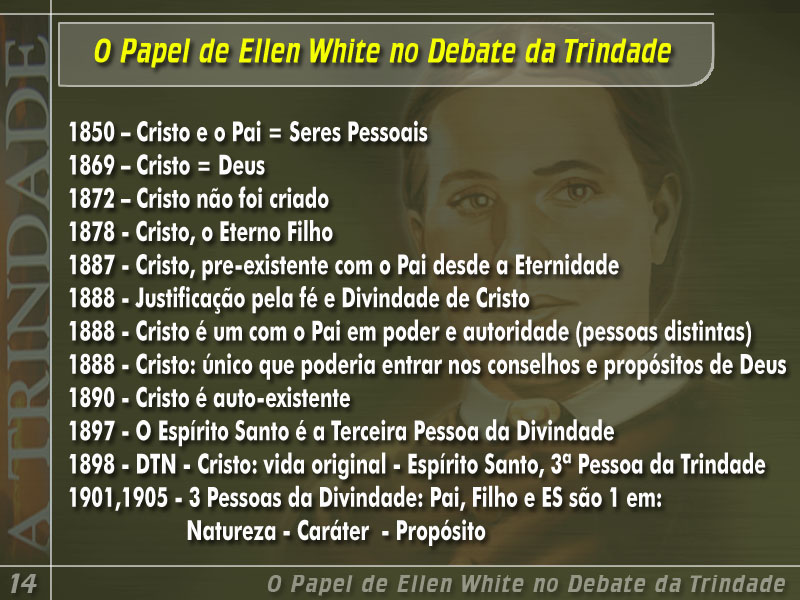 O Papel de Ellen White no Debate da Trindade
A TRINDADE
1850 – Cristo e o Pai = Seres Pessoais
1869 – Cristo = Deus
1872 – Cristo não foi criado
1878 - Cristo, o Eterno Filho
1887 - Cristo, pre-existente com o Pai desde a Eternidade
1888 - Justificação pela fé e Divindade de Cristo
1888 - Cristo é um com o Pai em poder e autoridade (pessoas distintas)
1888 - Cristo: único que poderia entrar nos conselhos e propósitos de Deus
1890 - Cristo é auto-existente
1897 - O Espírito Santo é a Terceira Pessoa da Divindade
1898 - DTN - Cristo: vida original - Espírito Santo, 3ª Pessoa da Trindade
1901,1905 - 3 Pessoas da Divindade: Pai, Filho e ES são 1 em:
Natureza - Caráter - Propósito
14
O Papel de Ellen White no Debate da Trindade